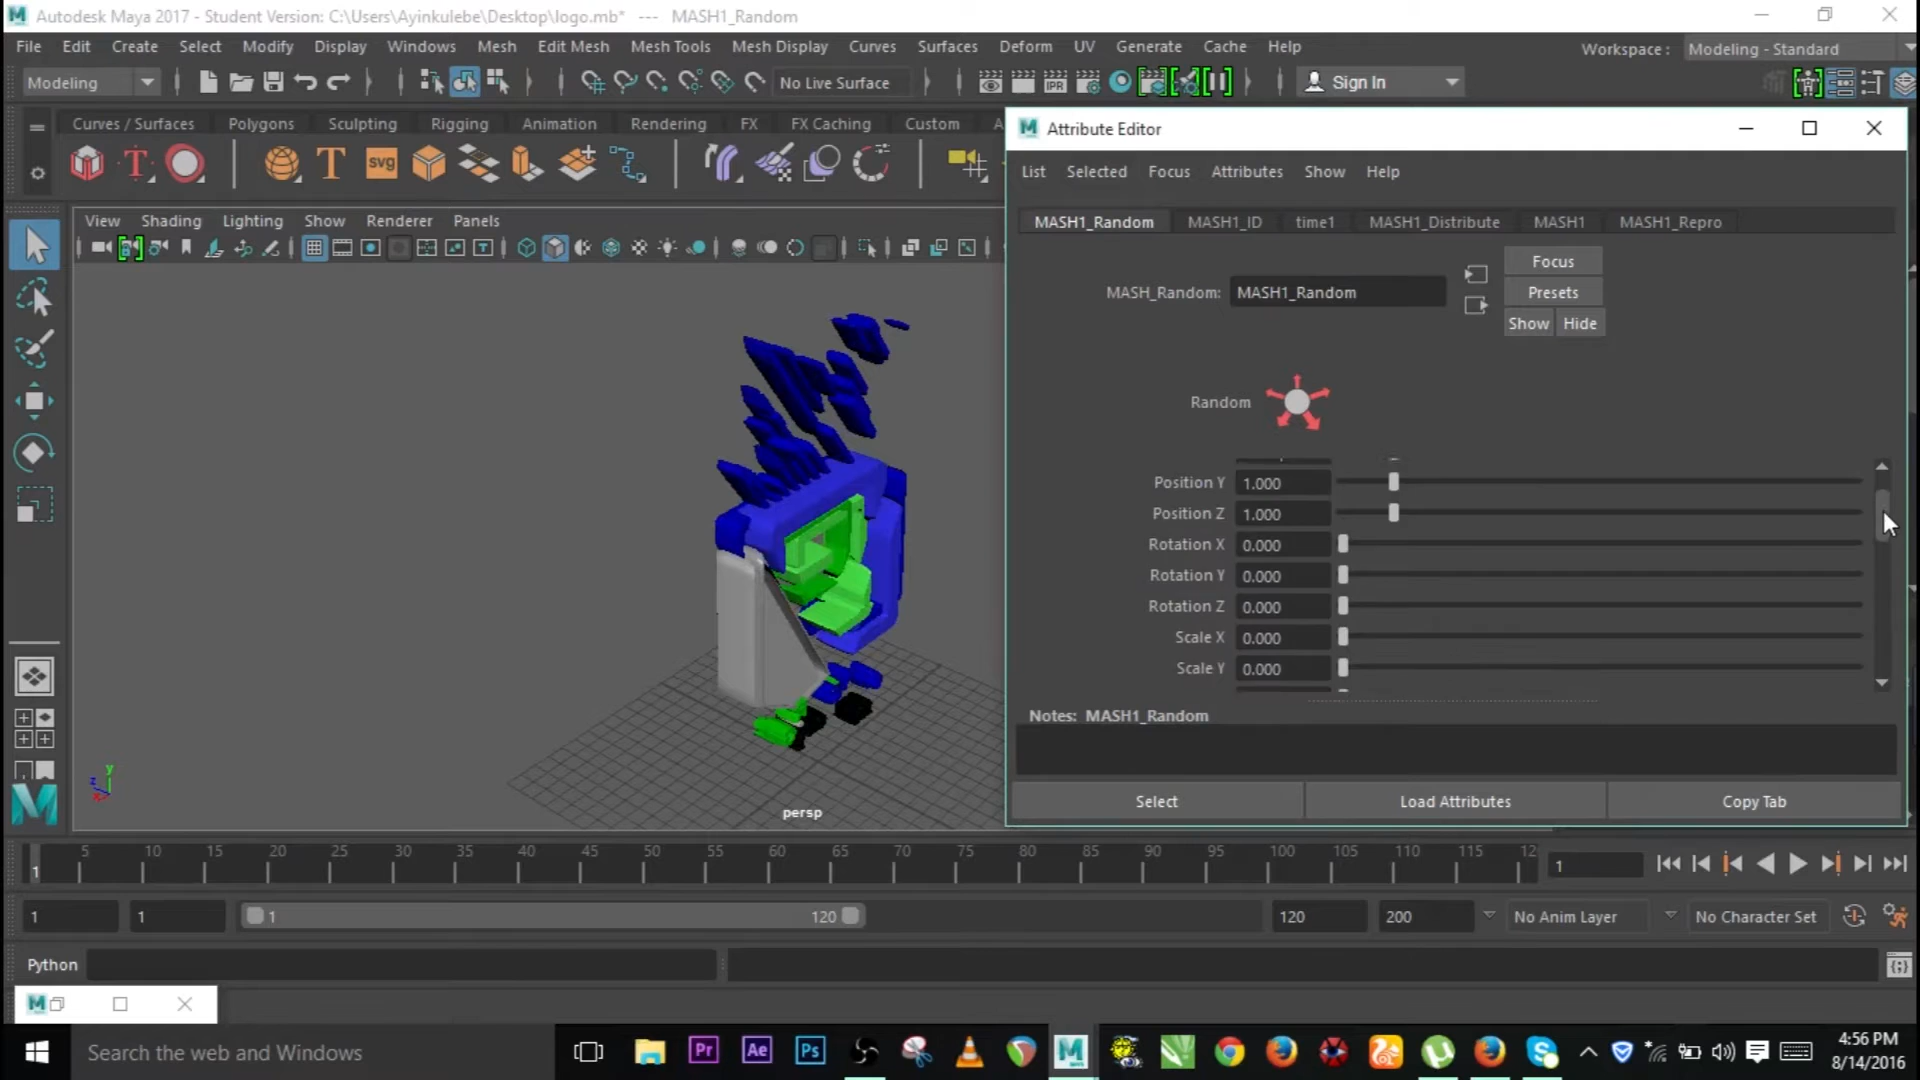 Autodesk Maya 2017 - Student Version: C:\Users\Ayinkulebe\Desktop\logo.mb* --- MASH1_Random
File Edit Create Select Modify Display Windows Mesh Edit Mesh Mesh Tools Mesh Display Curves Surfaces Deform UV Generate Cache Help
Workspace : Modeling - Standard
Modeling No Live Surface IPR Sign In
Curves / Surfaces Polygons Sculpting Rigging Animation Rendering FX FX Caching Custom A
SVG
View Shading Lighting Show Renderer Panels
persp
Attribute Editor
List Selected Focus Attributes Show Help
MASH1_Random MASH1_ID time1 MASH1_Distribute MASH1 MASH1_Repro
MASH_Random: MASH1_Random
Focus
Presets
Show Hide
Random
Position Y 1.000
Position Z 1.000
Rotation X 0.000
Rotation Y 0.000
Rotation Z 0.000
Scale X 0.000
Scale Y 0.000
Notes: MASH1_Random
Select Load Attributes Copy Tab
1 5 10 15 20 25 30 35 40 45 50 55 60 65 70 75 80 85 90 95 100 105 110 115 12
1
1 1 1 120 120 200 No Anim Layer No Character Set
Python
Search the web and Windows
Pr Ae Ps
4:56 PM
8/14/2016